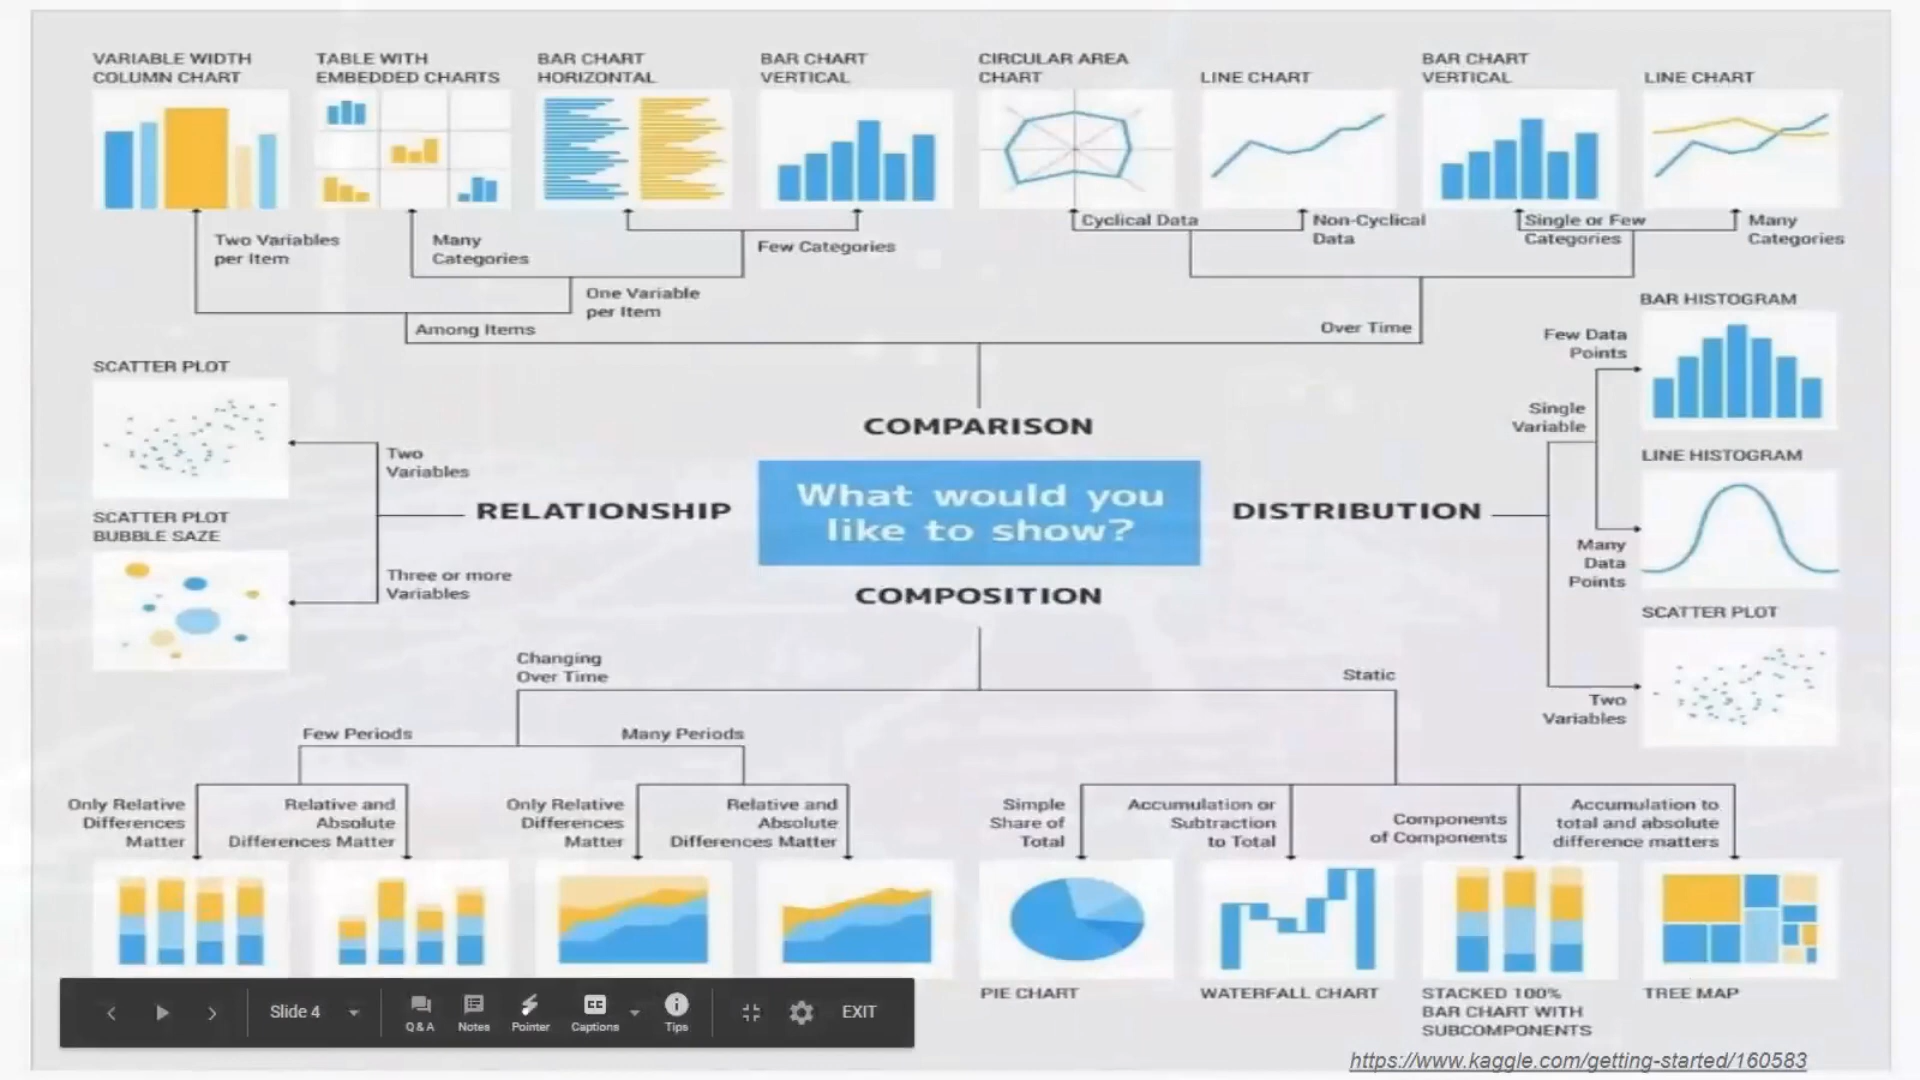 VARIABLE WIDTH
COLUMN CHART
TABLE WITH
EMBEDDED CHARTS
BAR CHART
HORIZONTAL
BAR CHART
VERTICAL
CIRCULAR AREA
CHART
LINE CHART
BAR CHART
VERTICAL
LINE CHART
Two Variables
per Item
Many
Categories
Few Categories
Cyclical Data
Non-Cyclical
Data
Single or Few
Categories
Many
Categories
One Variable
per Item
Among Items
Over Time
SCATTER PLOT
Two
Variables
SCATTER PLOT
BUBBLE SAZE
Three or more
Variables
RELATIONSHIP
COMPARISON
What would you
like to show?
COMPOSITION
DISTRIBUTION
BAR HISTOGRAM
Few Data
Points
Single
Variable
LINE HISTOGRAM
Many
Data
Points
SCATTER PLOT
Two
Variables
Changing
Over Time
Static
Few Periods
Many Periods
Only Relative
Differences
Matter
Relative and
Absolute
Differences Matter
Only Relative
Differences
Matter
Relative and
Absolute
Differences Matter
Simple
Share of
Total
Accumulation or
Subtraction
to Total
Components
of Components
Accumulation to
total and absolute
difference matters
PIE CHART
WATERFALL CHART
STACKED 100%
BAR CHART WITH
SUBCOMPONENTS
TREE MAP
Slide 4
Q & A
Notes
Pointer
CC
Captions
Tips
EXIT
https://www.kaggle.com/getting-started/160583